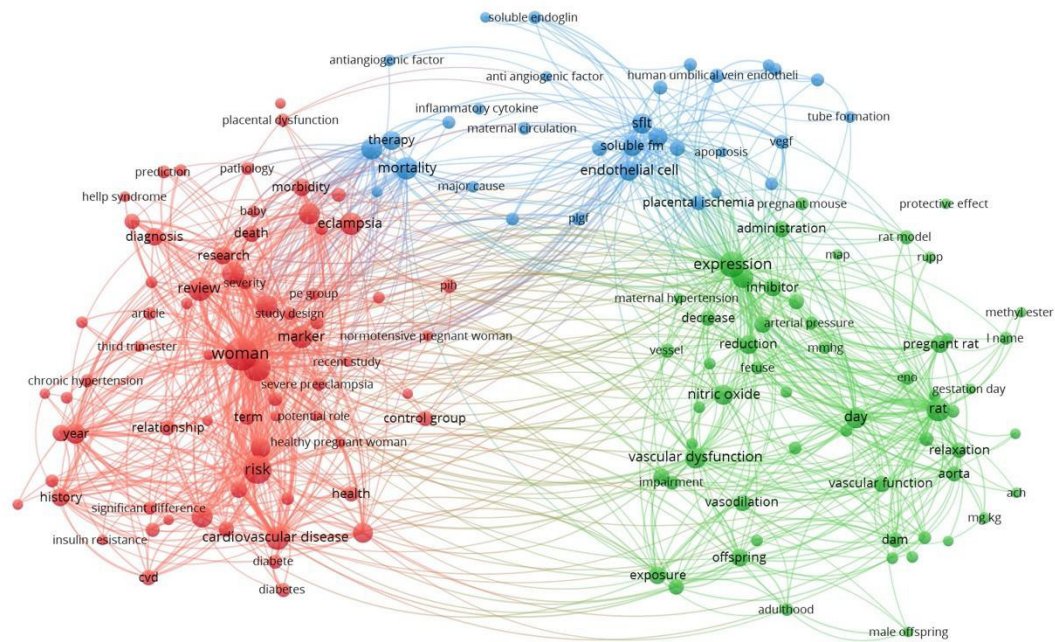 soluble endoglin
antiangiogenic factor
anti angiogenic factor
human umbilical vein endotheli
inflammatory cytokine
tube formation
placental dysfunction
maternal circulation
sflt
therapy
soluble fm
vegf
apoptosis
prediction
pathology
mortality
endothelial cell
hellp syndrome
morbidity
major cause
placental ischemia
baby
plgf
pregnant mouse
protective effect
eclampsia
diagnosis
death
administration
rat model
research
map
rupp
expression
severity
review
pe group
pih
inhibitor
maternal hypertension
article
study design
decrease
arterial pressure
methyl ester
marker
normotensive pregnant woman
l name
third trimester
reduction
pregnant rat
woman
recent study
vessel
mmhg
fetuse
eno
chronic hypertension
severe preeclampsia
gestation day
nitric oxide
term
potential role
control group
day
rat
relationship
year
healthy pregnant woman
relaxation
risk
vascular dysfunction
aorta
impairment
vascular function
health
history
ach
significant difference
vasodilation
mg kg
insulin resistance
cardiovascular disease
dam
diabete
offspring
cvd
exposure
diabetes
adulthood
male offspring